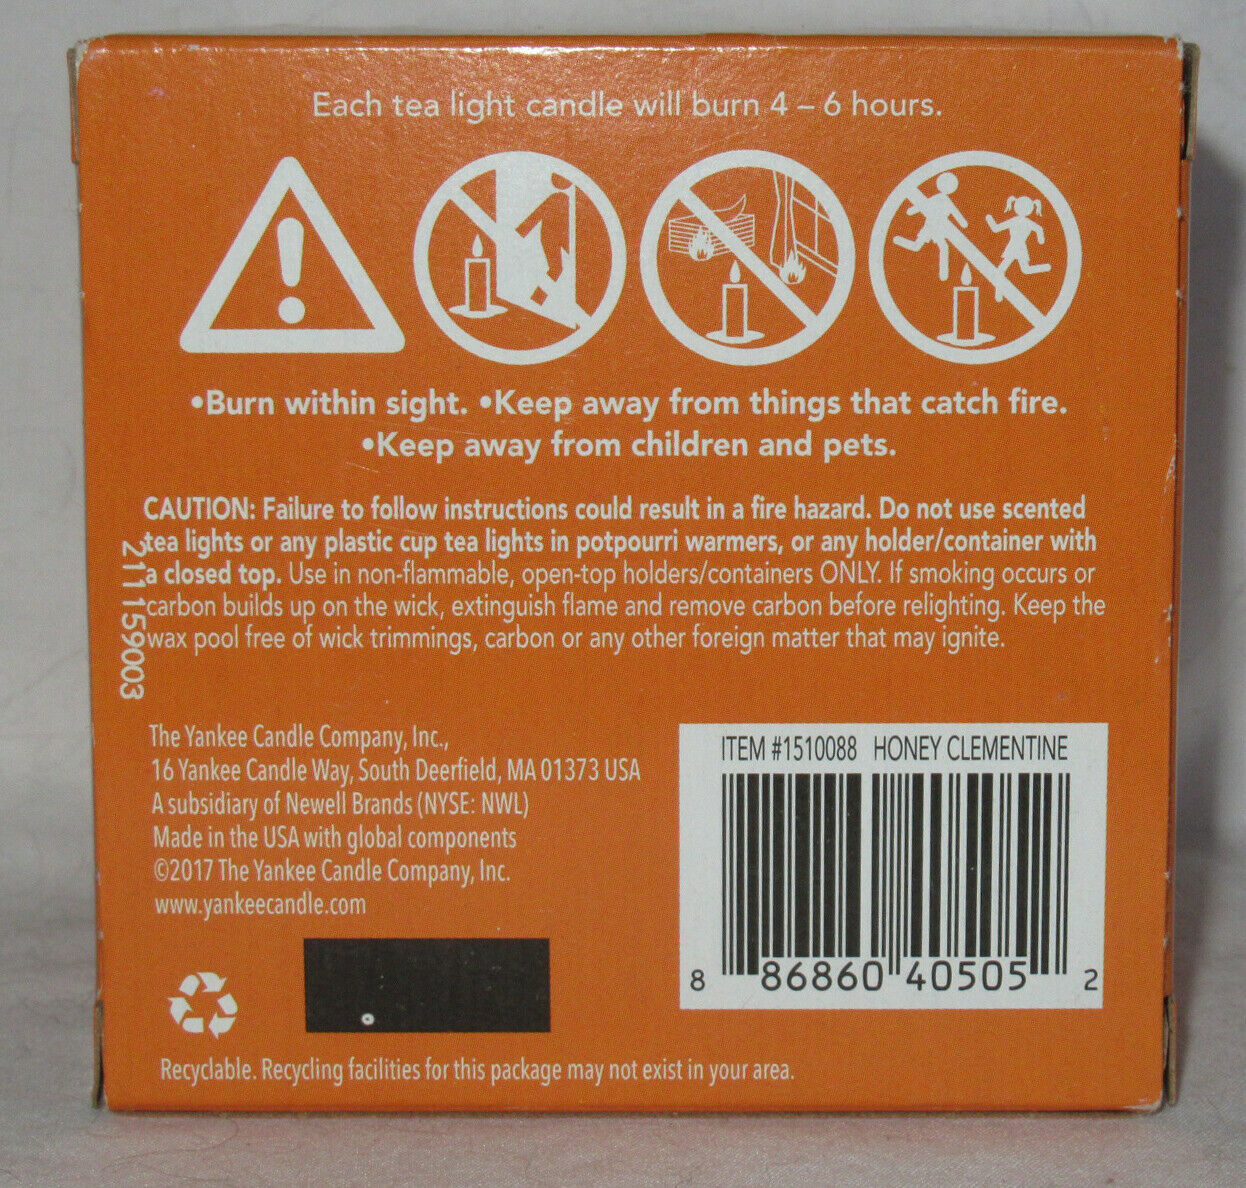 Each tea light candle will burn 4 – 6 hours.
•Burn within sight. •Keep away from things that catch fire.
•Keep away from children and pets.
CAUTION: Failure to follow instructions could result in a fire hazard. Do not use scented
tea lights or any plastic cup tea lights in potpourri warmers, or any holder/container with
a closed top. Use in non-flammable, open-top holders/containers ONLY. If smoking occurs or
carbon builds up on the wick, extinguish flame and remove carbon before relighting. Keep the
wax pool free of wick trimmings, carbon or any other foreign matter that may ignite.
211159003
The Yankee Candle Company, Inc.,
16 Yankee Candle Way, South Deerfield, MA 01373 USA
A subsidiary of Newell Brands (NYSE: NWL)
Made in the USA with global components
©2017 The Yankee Candle Company, Inc.
www.yankeecandle.com
ITEM #1510088 HONEY CLEMENTINE
8 86860 40505 2
Recyclable. Recycling facilities for this package may not exist in your area.